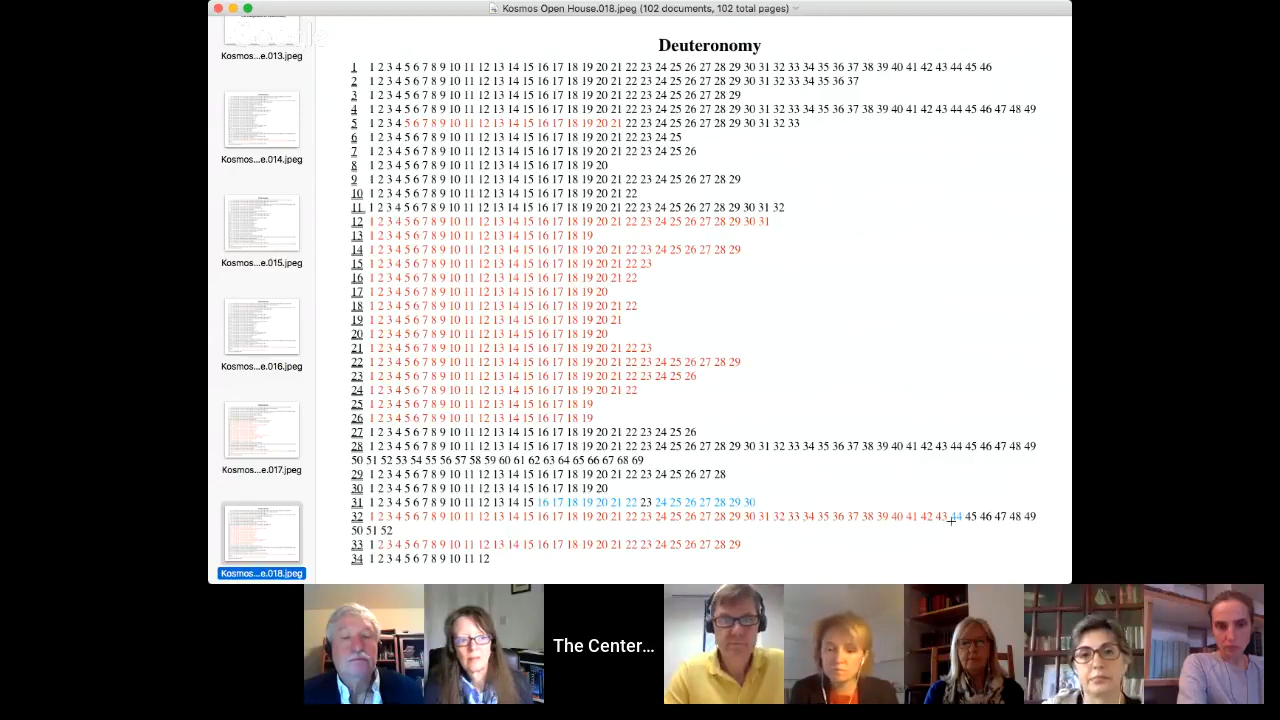 Kosmos Open House.018.jpeg (102 documents, 102 total pages)
Kosmos...e.013.jpeg
Kosmos...e.014.jpeg
Kosmos...e.015.jpeg
Kosmos...e.016.jpeg
Kosmos...e.017.jpeg
Kosmos...e.018.jpeg
Deuteronomy
1 1 2 3 4 5 6 7 8 9 10 11 12 13 14 15 16 17 18 19 20 21 22 23 24 25 26 27 28 29 30 31 32 33 34 35 36 37 38 39 40 41 42 43 44 45 46
2 1 2 3 4 5 6 7 8 9 10 11 12 13 14 15 16 17 18 19 20 21 22 23 24 25 26 27 28 29 30 31 32 33 34 35 36 37
3 1 2 3 4 5 6 7 8 9 10 11 12 13 14 15 16 17 18 19 20 21 22 23 24 25 26 27 28 29
4 1 2 3 4 5 6 7 8 9 10 11 12 13 14 15 16 17 18 19 20 21 22 23 24 25 26 27 28 29 30 31 32 33 34 35 36 37 38 39 40 41 42 43 44 45 46 47 48 49
5 1 2 3 4 5 6 7 8 9 10 11 12 13 14 15 16 17 18 19 20 21 22 23 24 25 26 27 28 29 30 31 32 33
6 1 2 3 4 5 6 7 8 9 10 11 12 13 14 15 16 17 18 19 20 21 22 23 24 25
7 1 2 3 4 5 6 7 8 9 10 11 12 13 14 15 16 17 18 19 20 21 22 23 24 25 26
8 1 2 3 4 5 6 7 8 9 10 11 12 13 14 15 16 17 18 19 20
9 1 2 3 4 5 6 7 8 9 10 11 12 13 14 15 16 17 18 19 20 21 22 23 24 25 26 27 28 29
10 1 2 3 4 5 6 7 8 9 10 11 12 13 14 15 16 17 18 19 20 21 22
11 1 2 3 4 5 6 7 8 9 10 11 12 13 14 15 16 17 18 19 20 21 22 23 24 25 26 27 28 29 30 31 32
12 1 2 3 4 5 6 7 8 9 10 11 12 13 14 15 16 17 18 19 20 21 22 23 24 25 26 27 28 29 30 31
13 1 2 3 4 5 6 7 8 9 10 11 12 13 14 15 16 17 18 19
14 1 2 3 4 5 6 7 8 9 10 11 12 13 14 15 16 17 18 19 20 21 22 23 24 25 26 27 28 29
15 1 2 3 4 5 6 7 8 9 10 11 12 13 14 15 16 17 18 19 20 21 22 23
16 1 2 3 4 5 6 7 8 9 10 11 12 13 14 15 16 17 18 19 20 21 22
17 1 2 3 4 5 6 7 8 9 10 11 12 13 14 15 16 17 18 19 20
18 1 2 3 4 5 6 7 8 9 10 11 12 13 14 15 16 17 18 19 20 21 22
19 1 2 3 4 5 6 7 8 9 10 11 12 13 14 15 16 17 18 19 20 21
20 1 2 3 4 5 6 7 8 9 10 11 12 13 14 15 16 17 18 19 20
21 1 2 3 4 5 6 7 8 9 10 11 12 13 14 15 16 17 18 19 20 21 22 23
22 1 2 3 4 5 6 7 8 9 10 11 12 13 14 15 16 17 18 19 20 21 22 23 24 25 26 27 28 29
23 1 2 3 4 5 6 7 8 9 10 11 12 13 14 15 16 17 18 19 20 21 22 23 24 25 26
24 1 2 3 4 5 6 7 8 9 10 11 12 13 14 15 16 17 18 19 20 21 22
25 1 2 3 4 5 6 7 8 9 10 11 12 13 14 15 16 17 18 19
26 1 2 3 4 5 6 7 8 9 10 11 12 13 14 15 16 17 18 19
27 1 2 3 4 5 6 7 8 9 10 11 12 13 14 15 16 17 18 19 20 21 22 23 24 25 26
28 1 2 3 4 5 6 7 8 9 10 11 12 13 14 15 16 17 18 19 20 21 22 23 24 25 26 27 28 29 30 31 32 33 34 35 36 37 38 39 40 41 42 43 44 45 46 47 48 49
50 51 52 53 54 55 56 57 58 59 60 61 62 63 64 65 66 67 68 69
29 1 2 3 4 5 6 7 8 9 10 11 12 13 14 15 16 17 18 19 20 21 22 23 24 25 26 27 28
30 1 2 3 4 5 6 7 8 9 10 11 12 13 14 15 16 17 18 19 20
31 1 2 3 4 5 6 7 8 9 10 11 12 13 14 15 16 17 18 19 20 21 22 23 24 25 26 27 28 29 30
32 1 2 3 4 5 6 7 8 9 10 11 12 13 14 15 16 17 18 19 20 21 22 23 24 25 26 27 28 29 30 31 32 33 34 35 36 37 38 39 40 41 42 43 44 45 46 47 48 49
50 51 52
33 1 2 3 4 5 6 7 8 9 10 11 12 13 14 15 16 17 18 19 20 21 22 23 24 25 26 27 28 29
34 1 2 3 4 5 6 7 8 9 10 11 12
The Center...